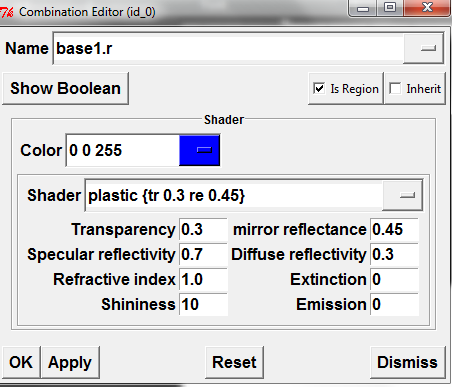 Combination Editor (id_0)
Name base1.r
Show Boolean Is Region Inherit
Shader
Color 0 0 255
Shader plastic {tr 0.3 re 0.45}
Transparency 0.3 mirror reflectance 0.45
Specular reflectivity 0.7 Diffuse reflectivity 0.3
Refractive index 1.0 Extinction 0
Shininess 10 Emission 0
OK Apply Reset Dismiss